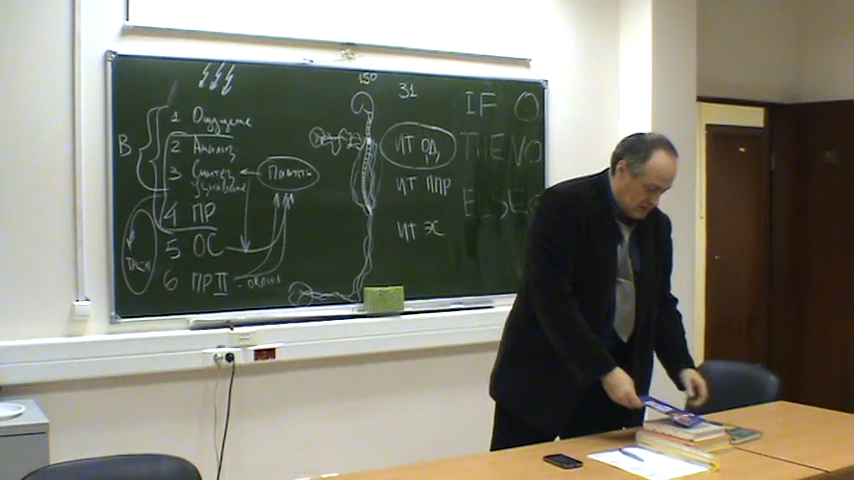 150
31
1 Ощущение
2 Анализ
В
3 Синтез
Память
4 ПР
5 ОС
6 ПР II
ИТ ОД
ИТ ППР
ИТ ЭС
IF O
THEN O
ELSE